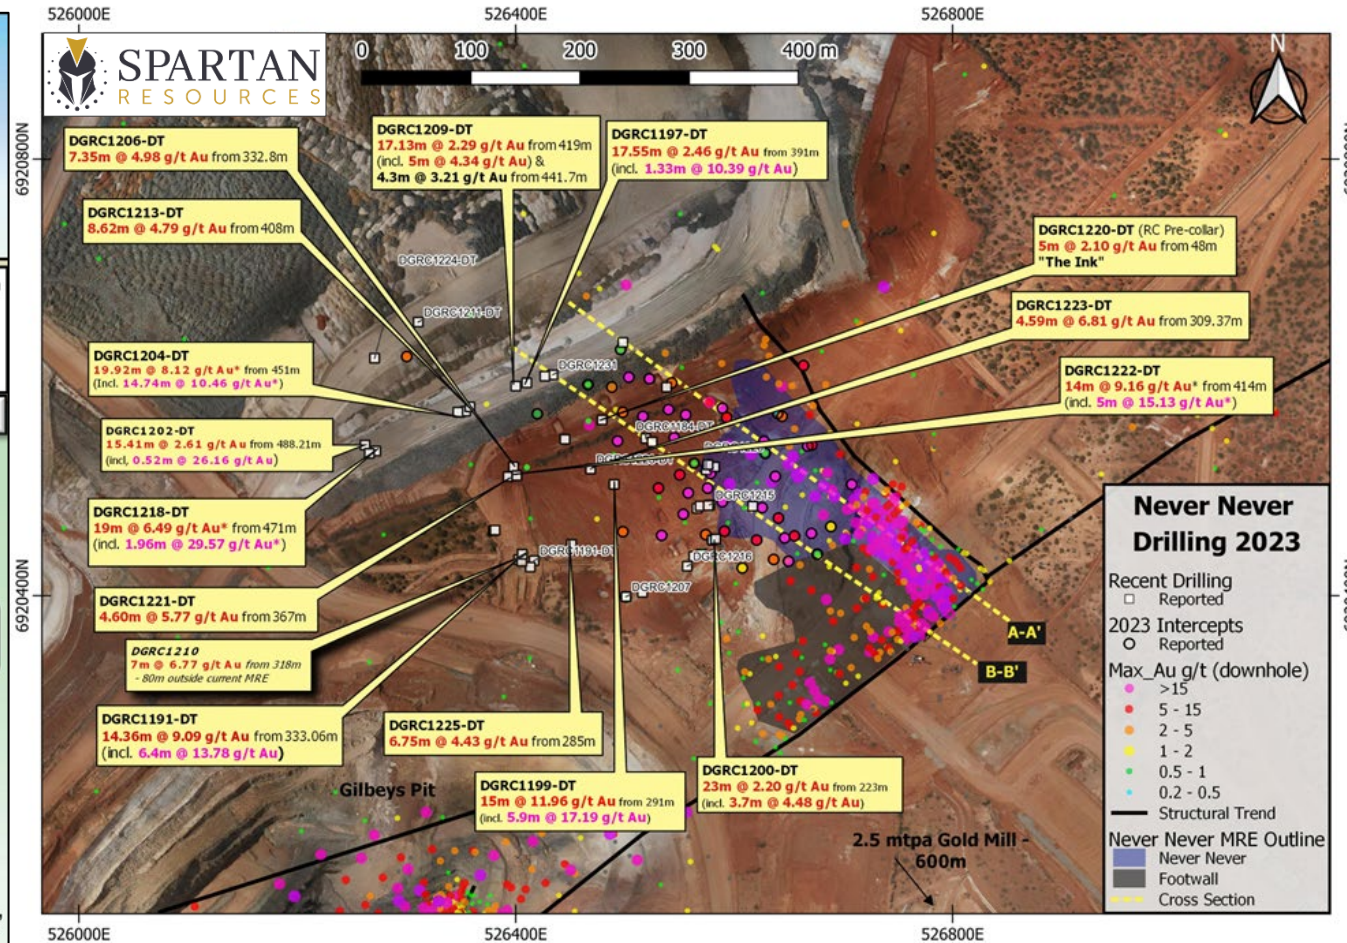 526000E
526400E
526800E
SPARTAN
RESOURCES
0 100 200 300 400 m
N
6920800N
DGRC1206-DT
7.35m @ 4.98 g/t Au from 332.8m
DGRC1209-DT
17.13m @ 2.29 g/t Au from 419m
(incl. 5m @ 4.34 g/t Au) &
4.3m @ 3.21 g/t Au from 441.7m
DGRC1197-DT
17.55m @ 2.46 g/t Au from 391m
(incl. 1.33m @ 10.39 g/t Au)
DGRC1213-DT
8.62m @ 4.79 g/t Au from 408m
DGRC1220-DT (RC Pre-collar)
5m @ 2.10 g/t Au from 48m
"The Ink"
DGRC1224-DT
DGRC1211-DT
DGRC1223-DT
4.59m @ 6.81 g/t Au from 309.37m
DGRC1204-DT
19.92m @ 8.12 g/t Au* from 451m
(Incl. 14.74m @ 10.46 g/t Au*)
DGRC1231
DGRC1222-DT
14m @ 9.16 g/t Au* from 414m
(incl. 5m @ 15.13 g/t Au*)
DGRC1202-DT
15.41m @ 2.61 g/t Au from 488.21m
(incl, 0.52m @ 26.16 g/t Au)
DGRC1184-DT
DGRC1215
DGRC1218-DT
19m @ 6.49 g/t Au* from 471m
(incl. 1.96m @ 29.57 g/t Au*)
DGRC1191-DT
DGRC1216
DGRC1207
6920400N
DGRC1221-DT
4.60m @ 5.77 g/t Au from 367m
DGRC1210
7m @ 6.77 g/t Au from 318m
- 80m outside current MRE
A-A'
B-B'
DGRC1191-DT
14.36m @ 9.09 g/t Au from 333.06m
(incl. 6.4m @ 13.78 g/t Au)
DGRC1225-DT
6.75m @ 4.43 g/t Au from 285m
DGRC1199-DT
15m @ 11.96 g/t Au from 291m
(incl. 5.9m @ 17.19 g/t Au)
DGRC1200-DT
23m @ 2.20 g/t Au from 223m
(incl. 3.7m @ 4.48 g/t Au)
Gilbeys Pit
2.5 mtpa Gold Mill -
600m
Never Never
Drilling 2023
Recent Drilling
Reported
2023 Intercepts
Reported
Max_Au g/t (downhole)
>15
5 - 15
2 - 5
1 - 2
0.5 - 1
0.2 - 0.5
Structural Trend
Never Never MRE Outline
Never Never
Footwall
Cross Section
526000E
526400E
526800E